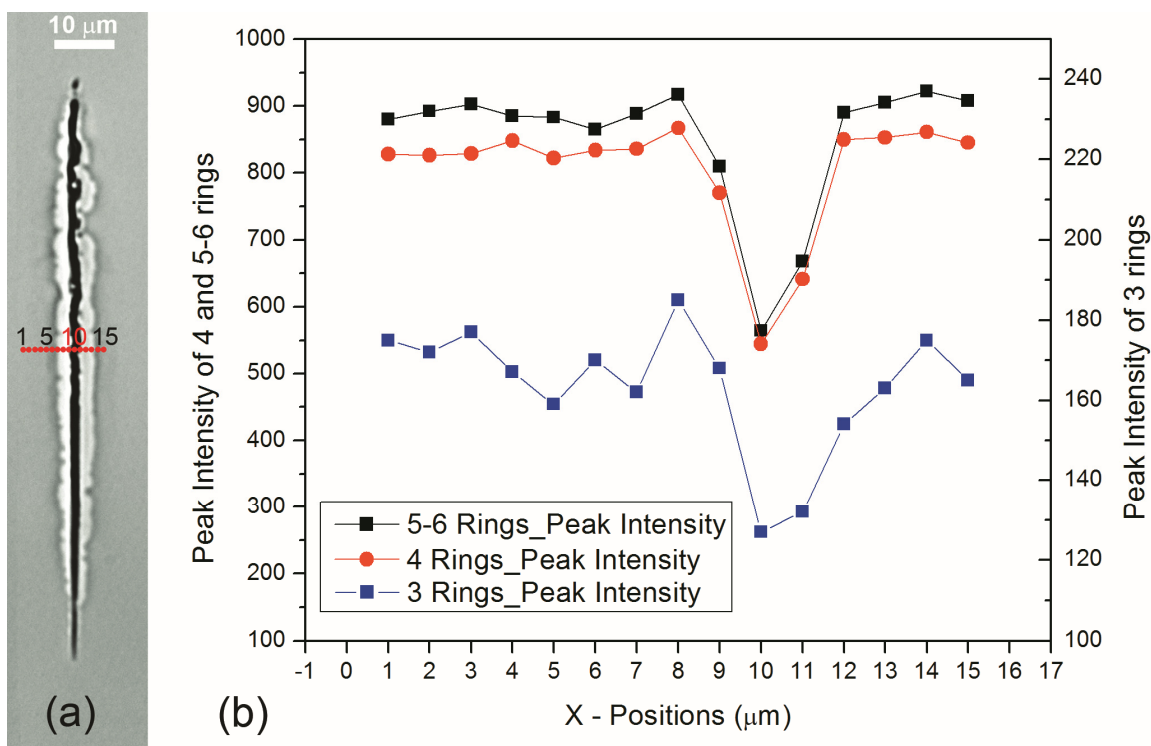 10 μm
1 5 10 15
(a)
Peak Intensity of 4 and 5-6 rings
1000
900
800
700
600
500
400
300
200
100
5-6 Rings_Peak Intensity
4 Rings_Peak Intensity
3 Rings_Peak Intensity
240
220
200
180
160
140
120
100
Peak Intensity of 3 rings
-1 0 1 2 3 4 5 6 7 8 9 10 11 12 13 14 15 16 17
X - Positions (μm)
(b)